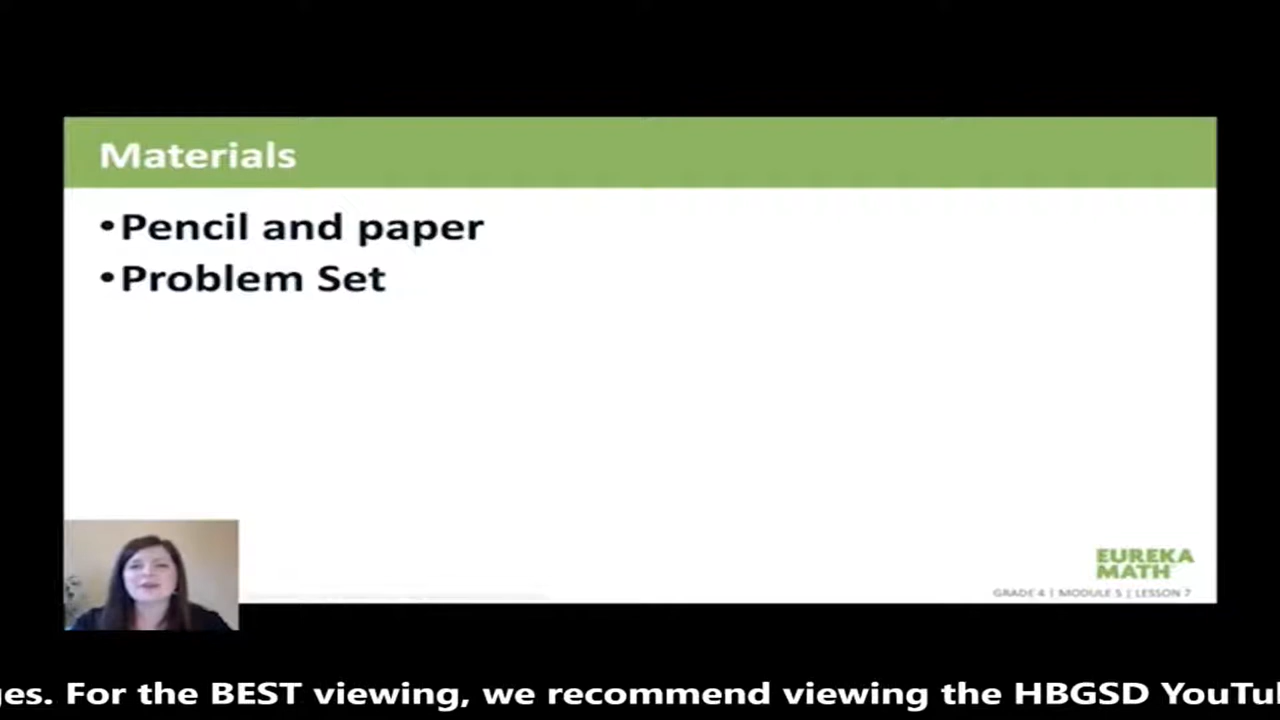 Materials
•Pencil and paper
•Problem Set
EUREKA
MATH
GRADE 4 | MODULE 5 | LESSON 7
ges. For the BEST viewing, we recommend viewing the HBGSD YouTu